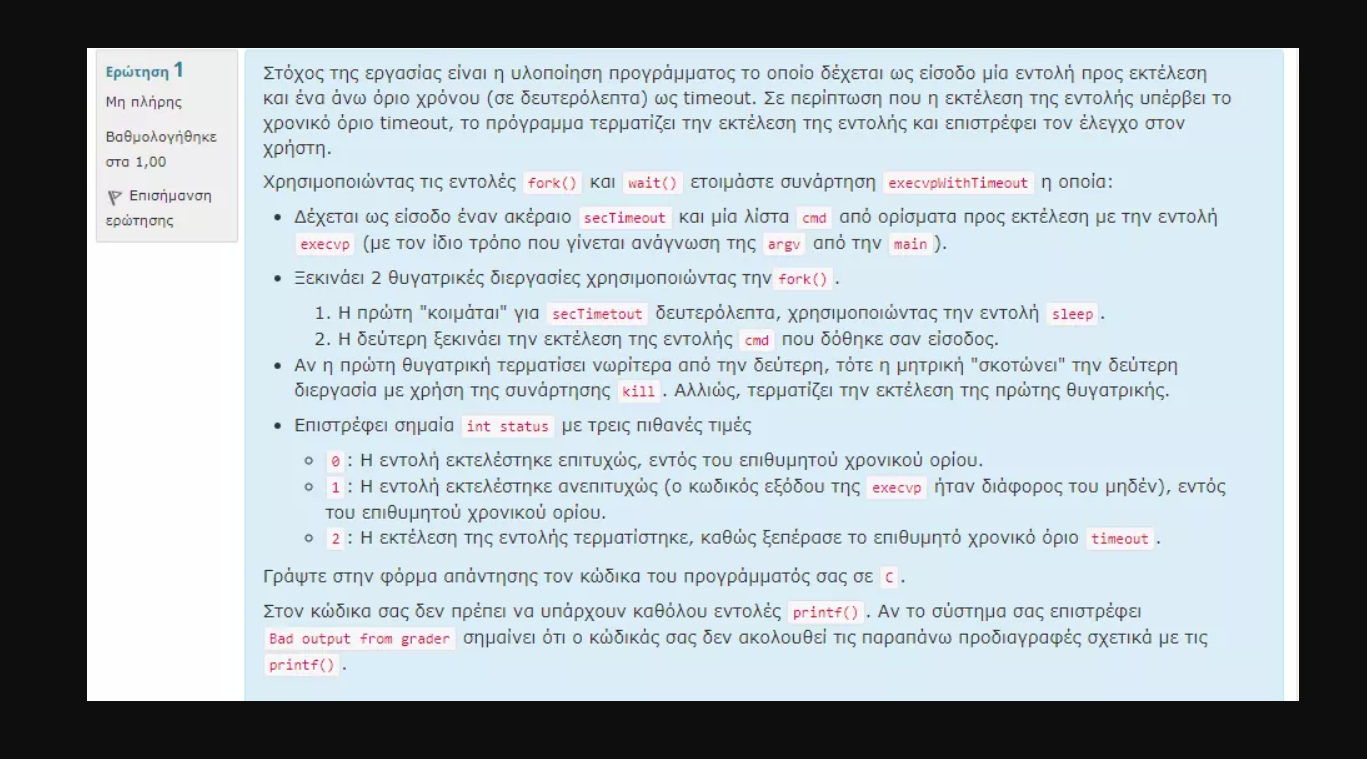 Ερώτηση 1
Μη πλήρης
Βαθμολογήθηκε
στα 1,00
Επισήμανση
ερώτησης
Στόχος της εργασίας είναι η υλοποίηση προγράμματος το οποίο δέχεται ως είσοδο μία εντολή προς εκτέλεση
και ένα άνω όριο χρόνου (σε δευτερόλεπτα) ως timeout. Σε περίπτωση που η εκτέλεση της εντολής υπέρβει το
χρονικό όριο timeout, το πρόγραμμα τερματίζει την εκτέλεση της εντολής και επιστρέφει τον έλεγχο στον
χρήστη.
Χρησιμοποιώντας τις εντολές fork() και wait() ετοιμάστε συνάρτηση execvpWithTimeout η οποία:
• Δέχεται ως είσοδο έναν ακέραιο secTimeout και μία λίστα cmd από ορίσματα προς εκτέλεση με την εντολή
execvp (με τον ίδιο τρόπο που γίνεται ανάγνωση της argv από την main ).
• Ξεκινάει 2 θυγατρικές διεργασίες χρησιμοποιώντας την fork() .
1. Η πρώτη "κοιμάται" για secTimetout δευτερόλεπτα, χρησιμοποιώντας την εντολή sleep .
2. Η δεύτερη ξεκινάει την εκτέλεση της εντολής cmd που δόθηκε σαν είσοδος.
• Αν η πρώτη θυγατρική τερματίσει νωρίτερα από την δεύτερη, τότε η μητρική "σκοτώνει" την δεύτερη
διεργασία με χρήση της συνάρτησης kill . Αλλιώς, τερματίζει την εκτέλεση της πρώτης θυγατρικής.
• Επιστρέφει σημαία int status με τρεις πιθανές τιμές
◦ 0 : Η εντολή εκτελέστηκε επιτυχώς, εντός του επιθυμητού χρονικού ορίου.
◦ 1 : Η εντολή εκτελέστηκε ανεπιτυχώς (ο κωδικός εξόδου της execvp ήταν διάφορος του μηδέν), εντός
του επιθυμητού χρονικού ορίου.
◦ 2 : Η εκτέλεση της εντολής τερματίστηκε, καθώς ξεπέρασε το επιθυμητό χρονικό όριο timeout .
Γράψτε στην φόρμα απάντησης τον κώδικα του προγράμματός σας σε C .
Στον κώδικα σας δεν πρέπει να υπάρχουν καθόλου εντολές printf() . Αν το σύστημα σας επιστρέφει
Bad output from grader σημαίνει ότι ο κώδικάς σας δεν ακολουθεί τις παραπάνω προδιαγραφές σχετικά με τις
printf() .